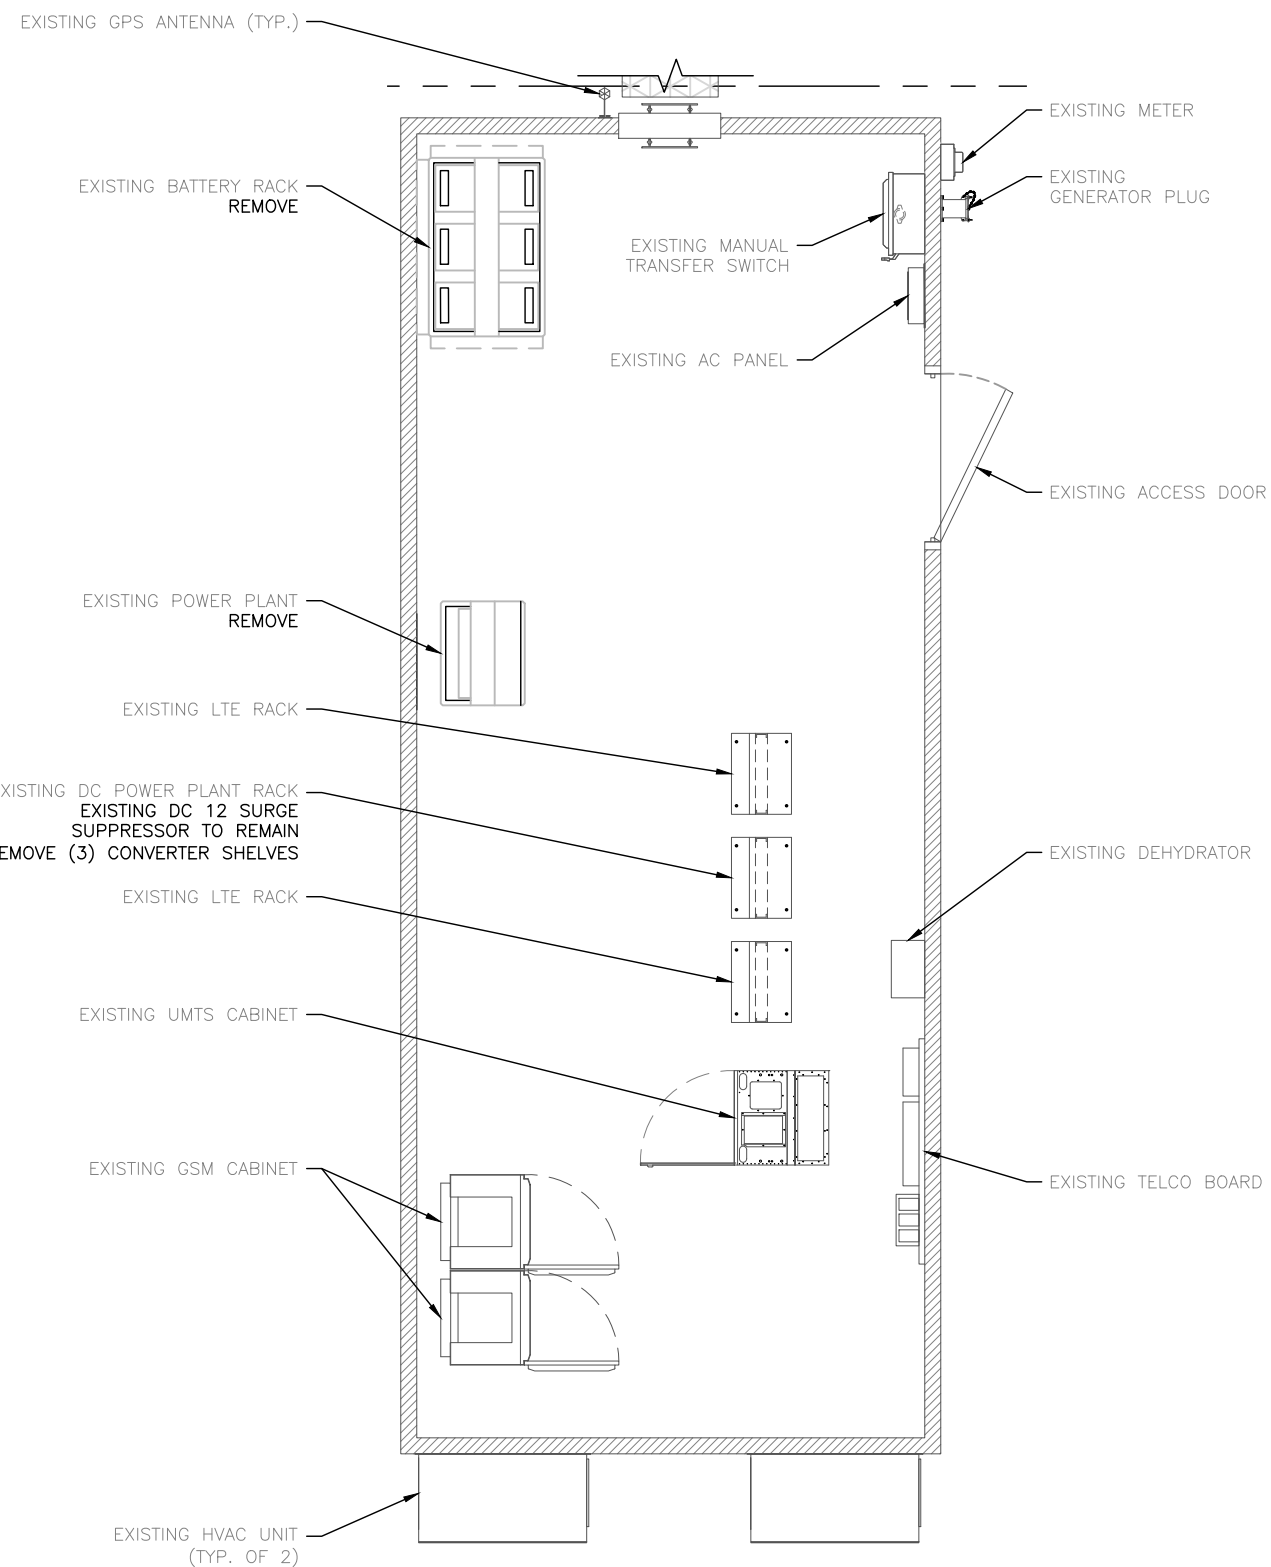 EXISTING GPS ANTENNA (TYP.)
EXISTING METER
EXISTING BATTERY RACK
REMOVE
EXISTING
GENERATOR PLUG
EXISTING MANUAL
TRANSFER SWITCH
EXISTING AC PANEL
EXISTING ACCESS DOOR
EXISTING POWER PLANT
REMOVE
EXISTING LTE RACK
XISTING DC POWER PLANT RACK
EXISTING DC 12 SURGE
SUPPRESSOR TO REMAIN
EMOVE (3) CONVERTER SHELVES
EXISTING DEHYDRATOR
EXISTING LTE RACK
EXISTING UMTS CABINET
EXISTING GSM CABINET
EXISTING TELCO BOARD
EXISTING HVAC UNIT
(TYP. OF 2)